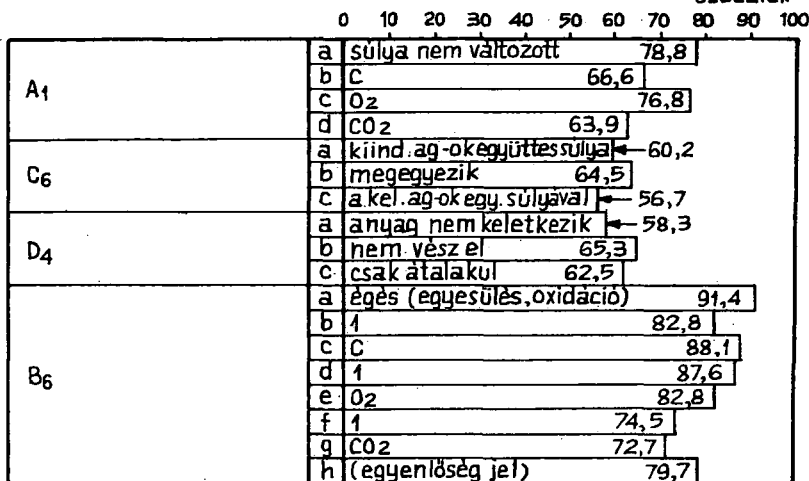 0 10 20 30 40 50 60 70 80 90 100
A1
a súlya nem változott 78,8
b C 66,6
c O2 76,8
d CO2 63,9
C6
a kiind.ag-ok együttes súlya 60,2
b megegyezik 64,5
c a kel.ag-ok egy.súlyával 56,7
D4
a anyag nem keletkezik 58,3
b nem vész el 65,3
c csak átalakul 62,5
B6
a égés (egyesülés,oxidáció) 91,4
b 1 82,8
c C 88,1
d 1 87,6
e O2 82,8
f 1 74,5
g CO2 72,7
h (egyenlőség jel) 79,7